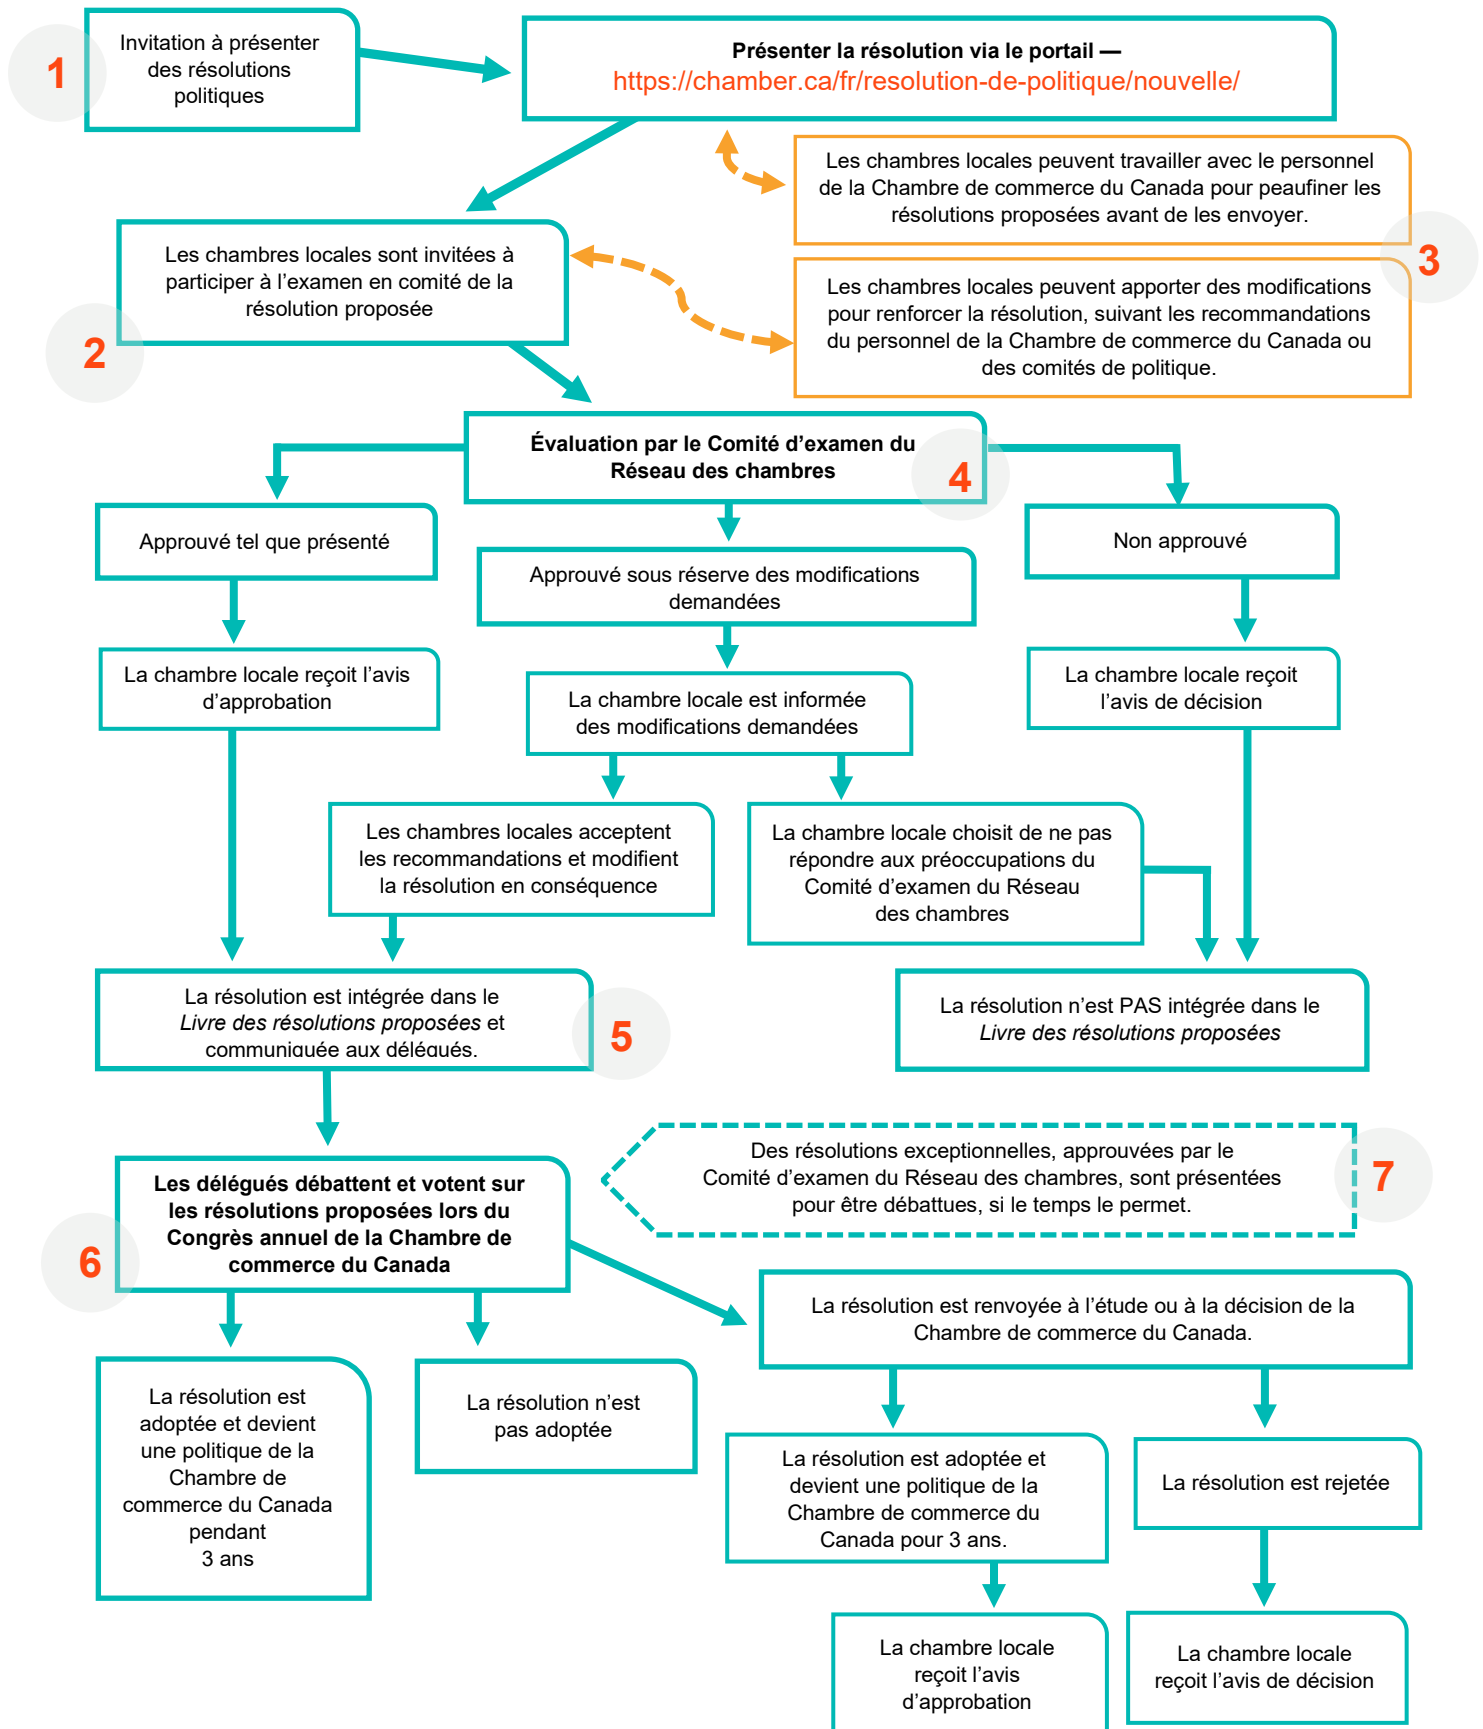 1
Invitation à présenter
des résolutions
politiques
Présenter la résolution via le portail —
https://chamber.ca/fr/resolution-de-politique/nouvelle/
Les chambres locales peuvent travailler avec le personnel
de la Chambre de commerce du Canada pour peaufiner les
résolutions proposées avant de les envoyer.
3
Les chambres locales sont invitées à
participer à l’examen en comité de la
résolution proposée
2
Les chambres locales peuvent apporter des modifications
pour renforcer la résolution, suivant les recommandations
du personnel de la Chambre de commerce du Canada ou
des comités de politique.
Évaluation par le Comité d’examen du
Réseau des chambres
4
Approuvé tel que présenté
Approuvé sous réserve des modifications
demandées
Non approuvé
La chambre locale reçoit l’avis
d’approbation
La chambre locale est informée
des modifications demandées
La chambre locale reçoit
l’avis de décision
Les chambres locales acceptent
les recommandations et modifient
la résolution en conséquence
La chambre locale choisit de ne pas
répondre aux préoccupations du
Comité d’examen du Réseau
des chambres
La résolution est intégrée dans le
Livre des résolutions proposées et
communiquée aux délégués.
5
La résolution n’est PAS intégrée dans le
Livre des résolutions proposées
Des résolutions exceptionnelles, approuvées par le
Comité d’examen du Réseau des chambres, sont présentées
pour être débattues, si le temps le permet.
7
Les délégués débattent et votent sur
les résolutions proposées lors du
Congrès annuel de la Chambre de
commerce du Canada
6
La résolution est renvoyée à l’étude ou à la décision de la
Chambre de commerce du Canada.
La résolution est
adoptée et devient
une politique de la
Chambre de
commerce du Canada
pendant
3 ans
La résolution n’est
pas adoptée
La résolution est adoptée et
devient une politique de la
Chambre de commerce du
Canada pour 3 ans.
La résolution est rejetée
La chambre locale
reçoit l’avis
d’approbation
La chambre locale
reçoit l’avis de décision